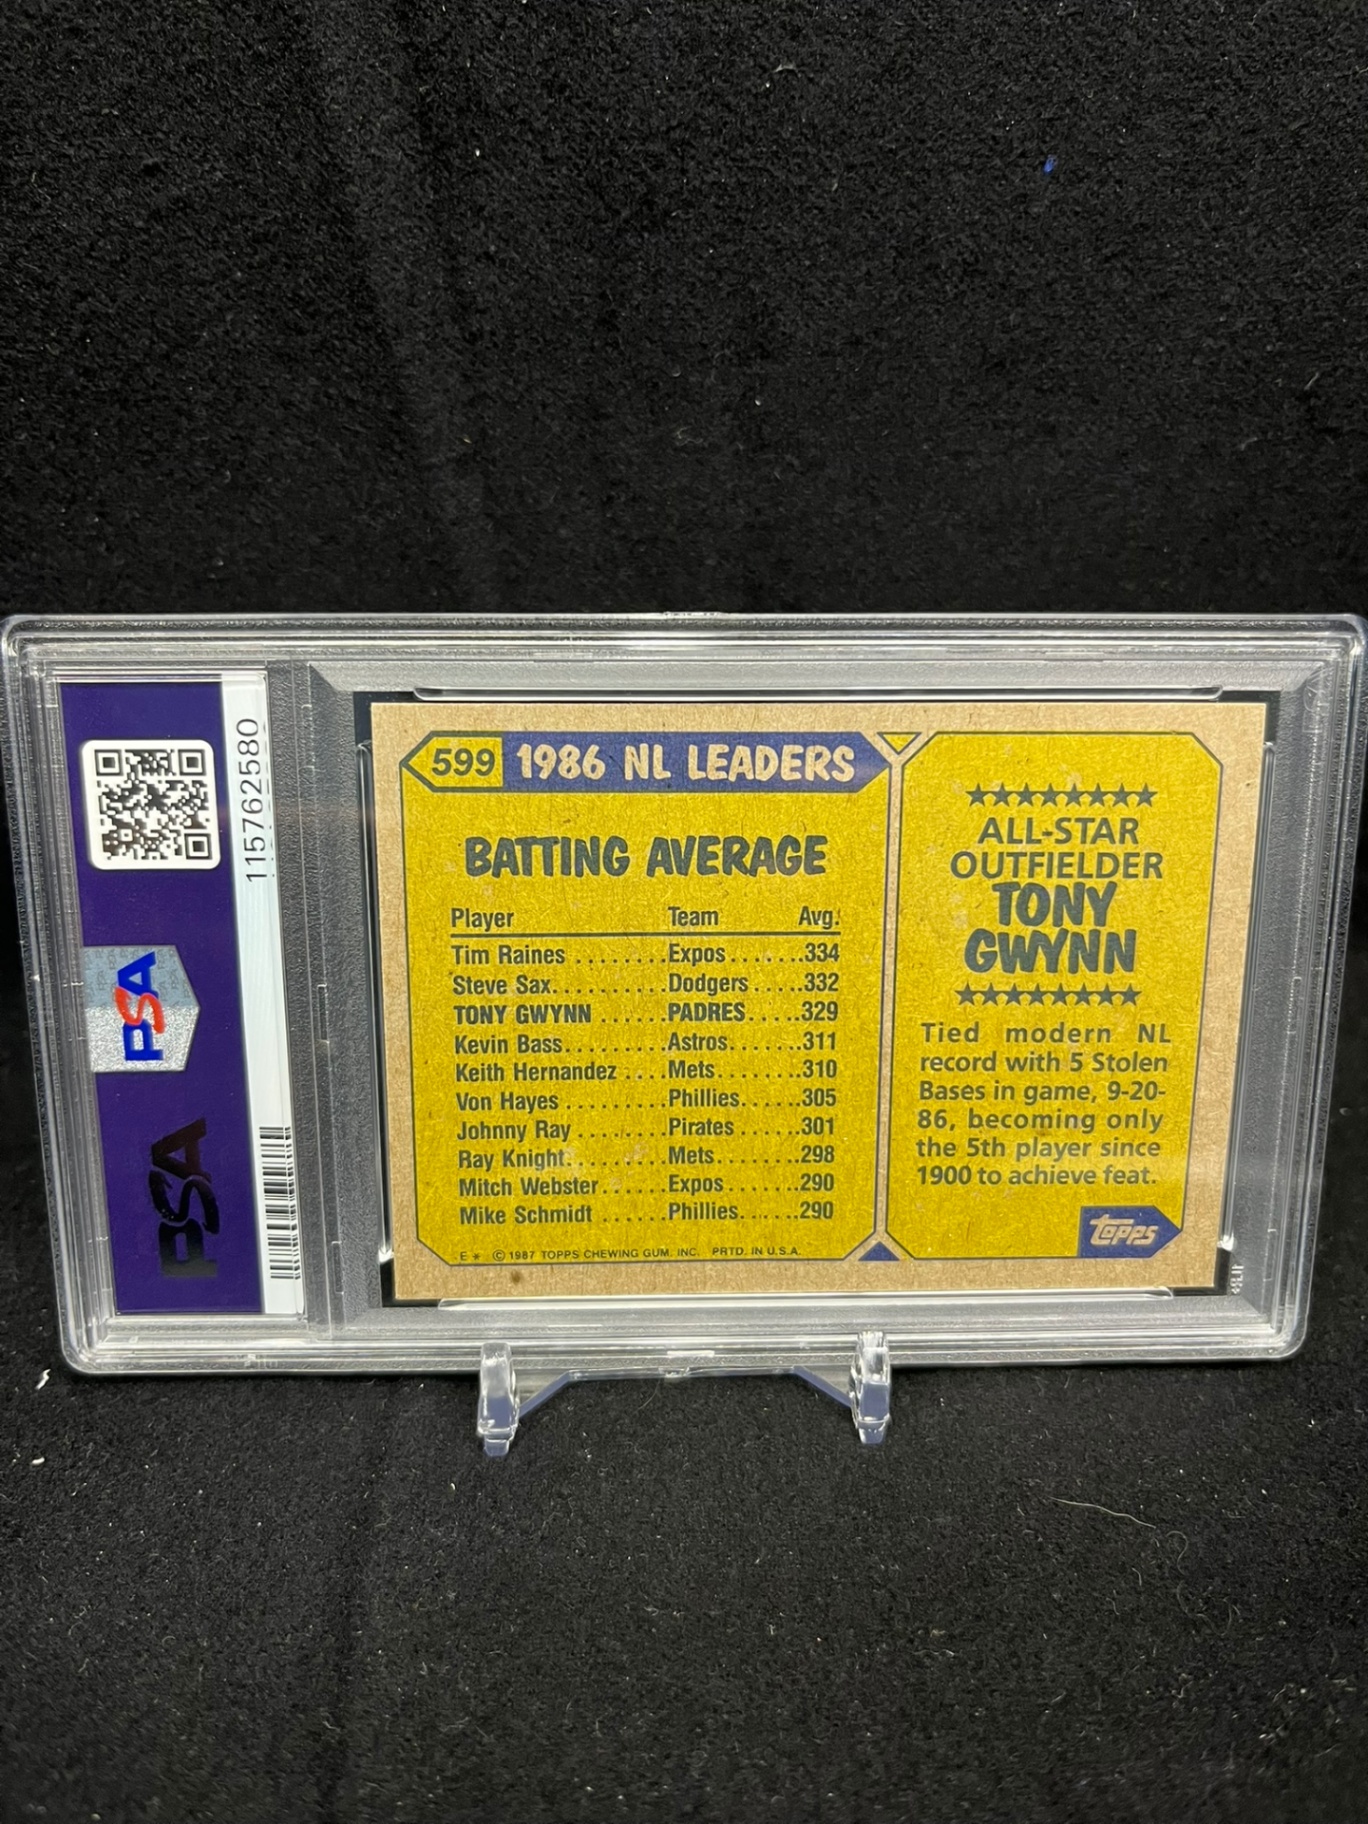 115762580
PSA
PSA
599 1986 NL LEADERS
BATTING AVERAGE
Player Team Avg.
Tim Raines ........Expos.......334
Steve Sax..........Dodgers.....332
TONY GWYNN ......PADRES.....329
Kevin Bass.........Astros.......311
Keith Hernandez ....Mets........310
Von Hayes .........Phillies......305
Johnny Ray ........Pirates......301
Ray Knight.........Mets........298
Mitch Webster......Expos.......290
Mike Schmidt ......Phillies......290
E * © 1987 TOPPS CHEWING GUM, INC. PRTD. IN U.S.A.
ALL-STAR
OUTFIELDER
TONY
GWYNN
Tied modern NL
record with 5 Stolen
Bases in game, 9-20-
86, becoming only
the 5th player since
1900 to achieve feat.
TOPPS